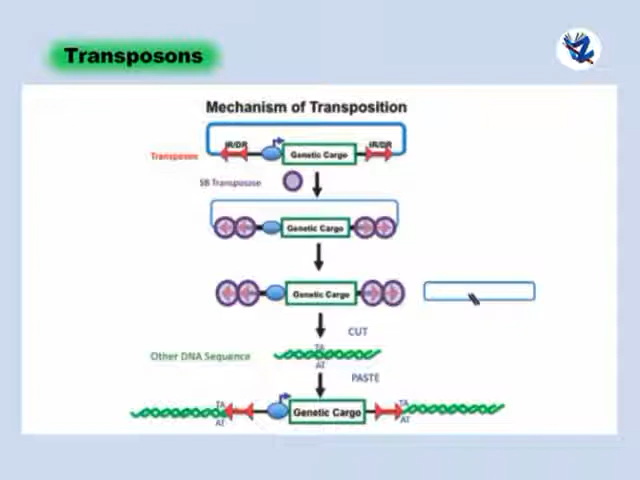 Transposons
Mechanism of Transposition
IR/DR
IR/DR
Genetic Cargo
Transposon
SB Transposase
Genetic Cargo
Genetic Cargo
CUT
TA
Other DNA Sequence
AT
PASTE
TA
TA
Genetic Cargo
AT
AT